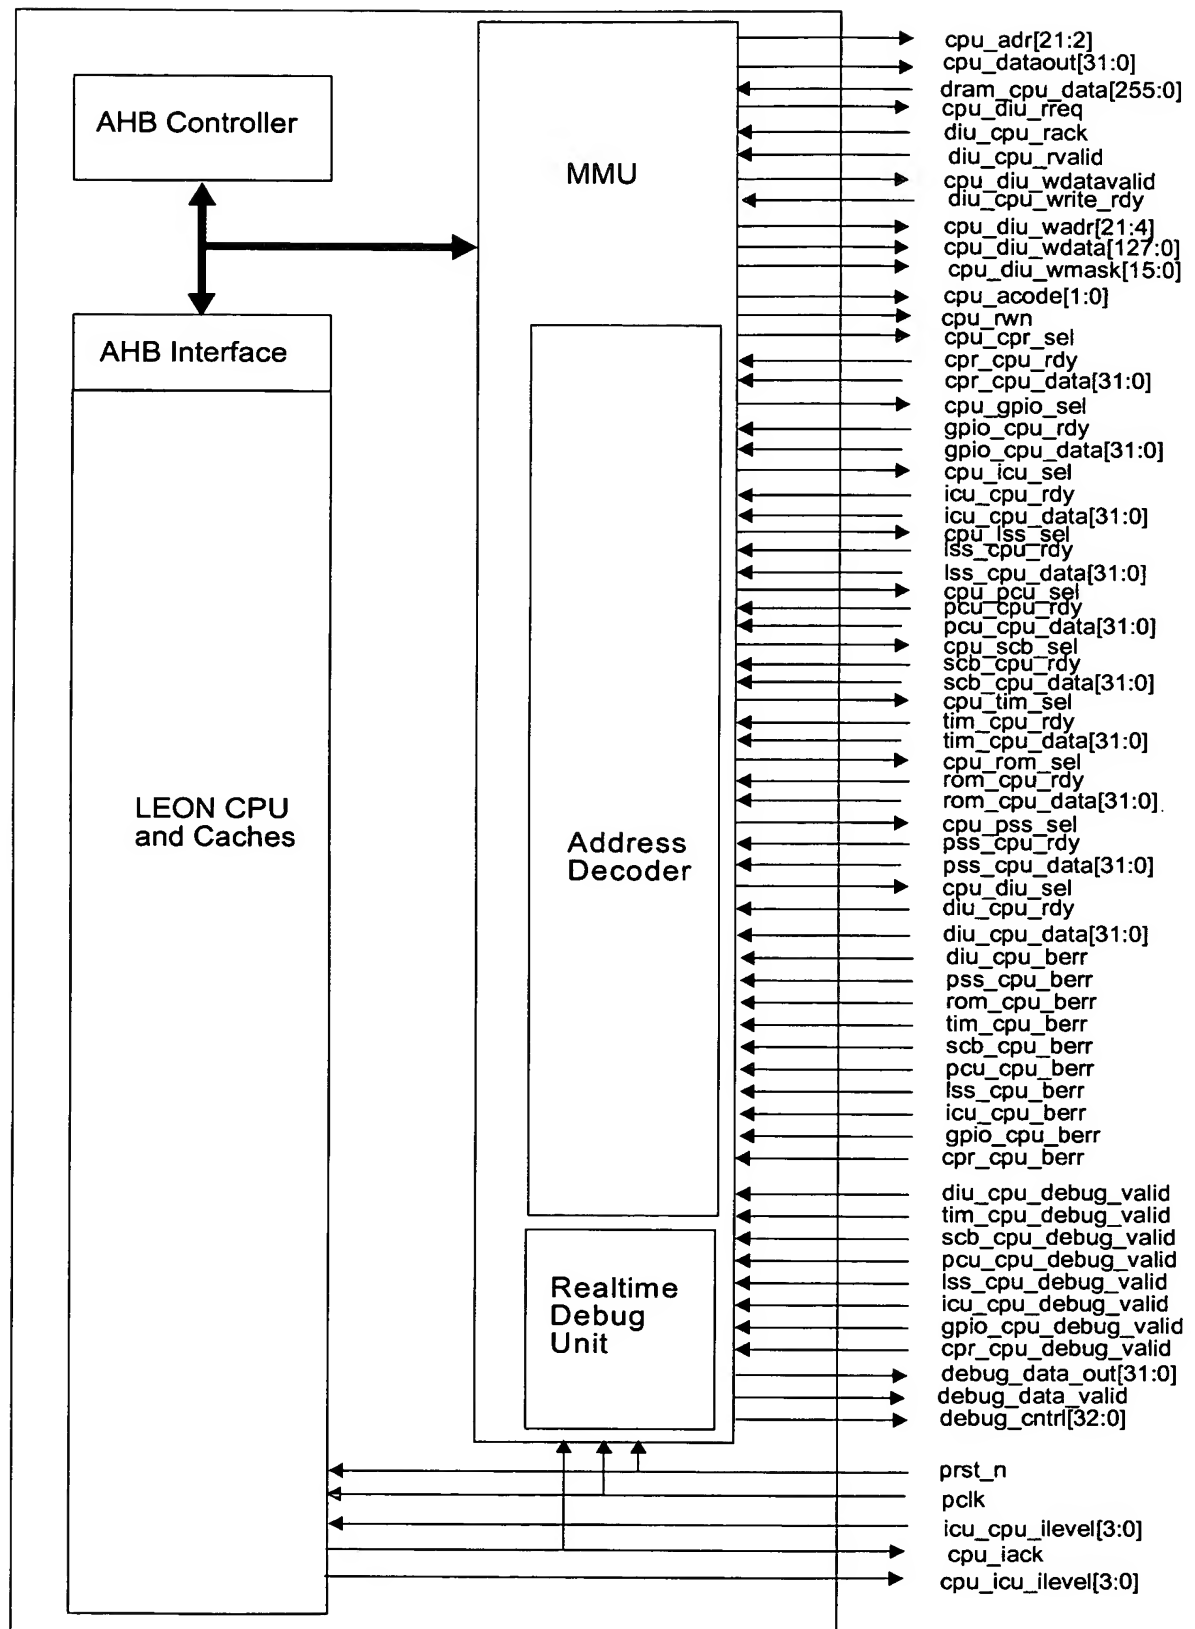 AHB Controller
AHB Interface
LEON CPU
and Caches
MMU
Address
Decoder
Realtime
Debug
Unit
cpu_adr[21:2]
cpu_dataout[31:0]
dram_cpu_data[255:0]
cpu_diu_rreq
diu_cpu_rack
diu_cpu_rvalid
cpu_diu_wdatavalid
diu_cpu_write_rdy
cpu_diu_wadr[21:4]
cpu_diu_wdata[127:0]
cpu_diu_wmask[15:0]
cpu_acode[1:0]
cpu_rwn
cpu_cpr_sel
cpr_cpu_rdy
cpr_cpu_data[31:0]
cpu_gpio_sel
gpio_cpu_rdy
gpio_cpu_data[31:0]
cpu_icu_sel
icu_cpu_rdy
icu_cpu_data[31:0]
cpu_lss_sel
lss_cpu_rdy
lss_cpu_data[31:0]
cpu_pcu_sel
pcu_cpu_rdy
pcu_cpu_data[31:0]
cpu_scb_sel
scb_cpu_rdy
scb_cpu_data[31:0]
cpu_tim_sel
tim_cpu_rdy
tim_cpu_data[31:0]
cpu_rom_sel
rom_cpu_rdy
rom_cpu_data[31:0]
cpu_pss_sel
pss_cpu_rdy
pss_cpu_data[31:0]
cpu_diu_sel
diu_cpu_rdy
diu_cpu_data[31:0]
diu_cpu_berr
pss_cpu_berr
rom_cpu_berr
tim_cpu_berr
scb_cpu_berr
pcu_cpu_berr
lss_cpu_berr
icu_cpu_berr
gpio_cpu_berr
cpr_cpu_berr
diu_cpu_debug_valid
tim_cpu_debug_valid
scb_cpu_debug_valid
pcu_cpu_debug_valid
lss_cpu_debug_valid
icu_cpu_debug_valid
gpio_cpu_debug_valid
cpr_cpu_debug_valid
debug_data_out[31:0]
debug_data_valid
debug_cntrl[32:0]
prst_n
pclk
icu_cpu_ilevel[3:0]
cpu_iack
cpu_icu_ilevel[3:0]